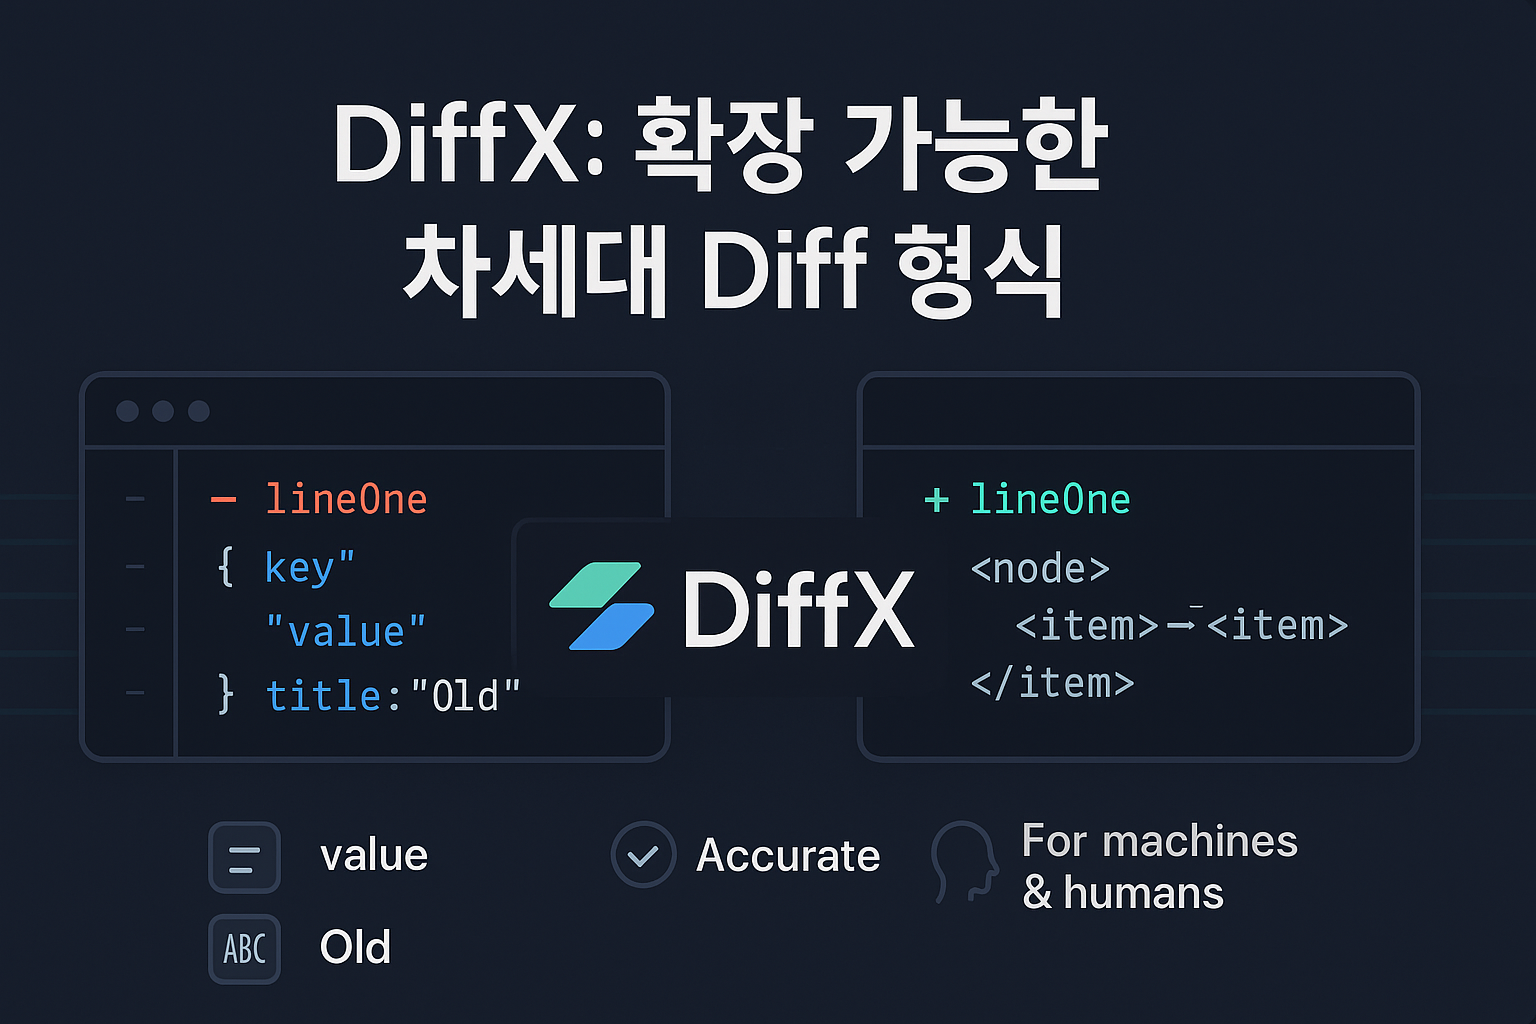 DiffX: 확장 가능한
차세대 Diff 형식
– lineOne
{ key"
"value"
} title:"Old"
DiffX
+ lineOne
<node>
<item>→<item>
</item>
value
ABC Old
Accurate
For machines
& humans